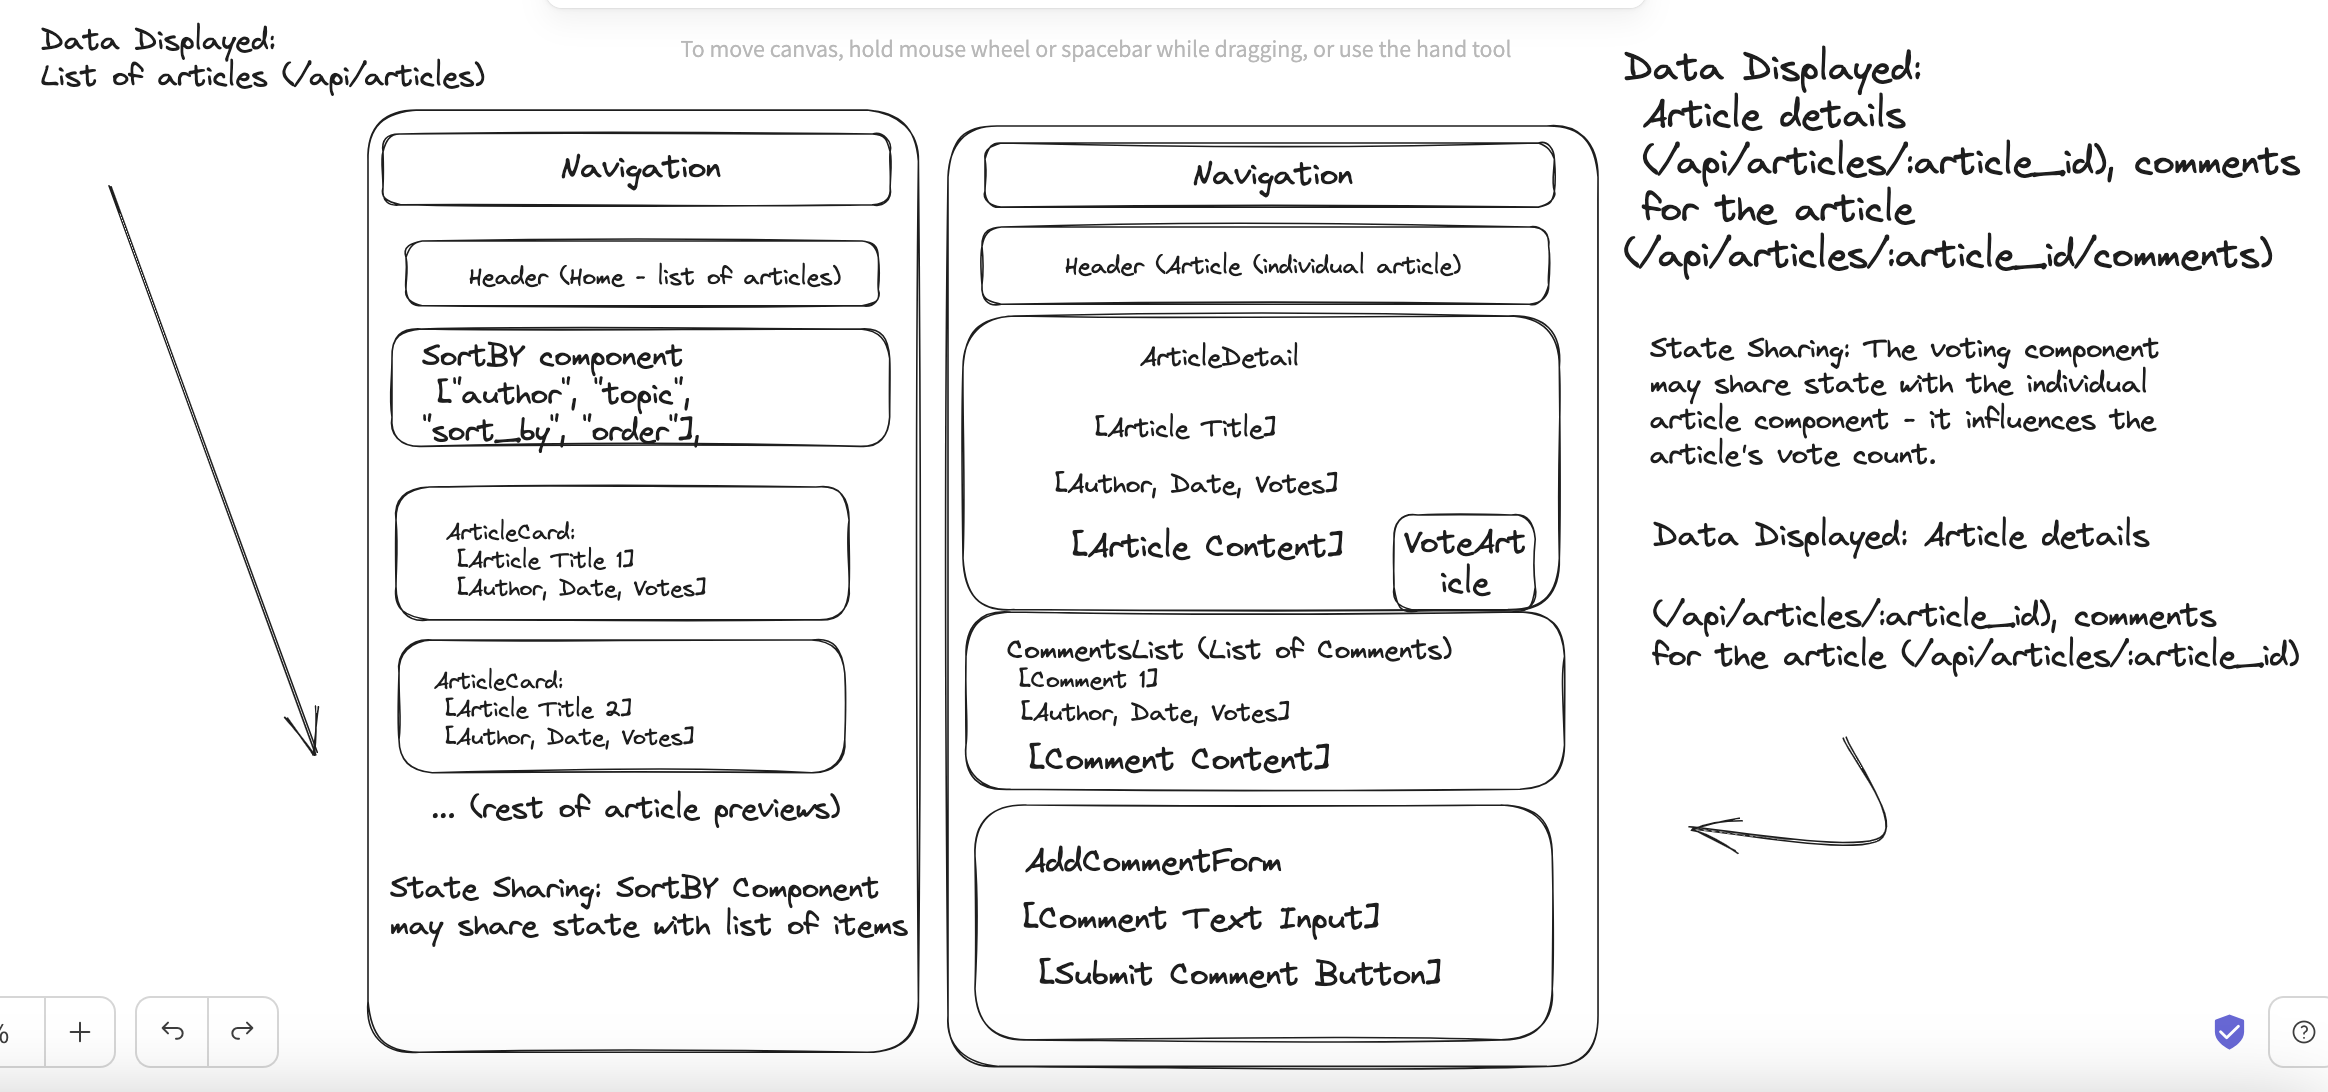 To move canvas, hold mouse wheel or spacebar while dragging, or use the hand tool
Data Displayed:
List of articles (/api/articles)
Navigation
Header (Home - list of articles)
SortBY component
["author", "topic",
"sort_by", "order"],
ArticleCard:
[Article Title 1]
[Author, Date, Votes]
ArticleCard:
[Article Title 2]
[Author, Date, Votes]
... (rest of article previews)
State Sharing: SortBY Component
may share state with list of items
Navigation
Header (Article (individual article)
ArticleDetail
[Article Title]
[Author, Date, Votes]
[Article Content]
VoteArt
icle
CommentsList (List of Comments)
[Comment 1]
[Author, Date, Votes]
[Comment Content]
AddCommentForm
[Comment Text Input]
[Submit Comment Button]
Data Displayed:
Article details
(/api/articles/:article_id), comments
for the article
(/api/articles/:article_id/comments)
State Sharing: The voting component
may share state with the individual
article component - it influences the
article's vote count.
Data Displayed: Article details
(/api/articles/:article_id), comments
for the article (/api/articles/:article_id)
%